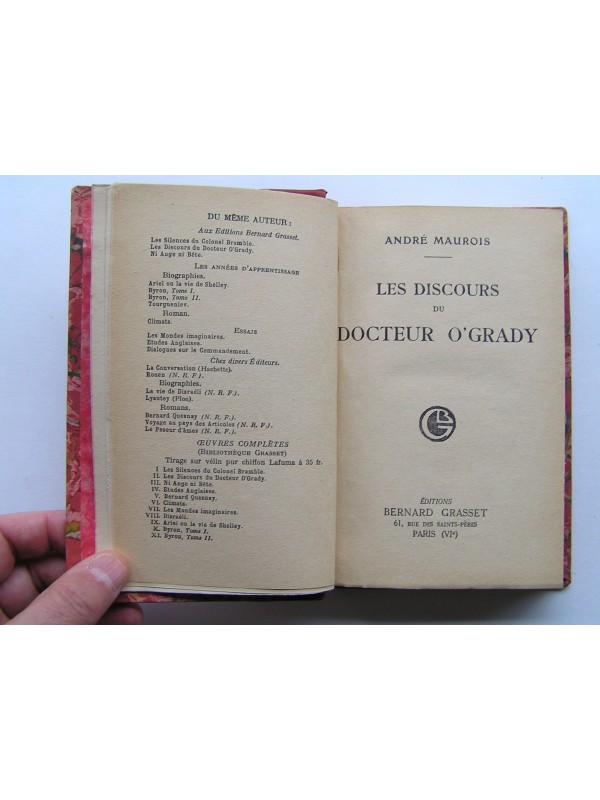 DU MÊME AUTEUR :
Aux Editions Bernard Grasset.
Les Silences du Colonel Bramble.
Les Discours du Docteur O'Grady.
Ni Ange ni Bête.
LES ANNÉES D'APPRENTISSAGE
Biographies.
Ariel ou la vie de Shelley.
Byron, Tome I.
Byron, Tome II.
Tourgueniev.
Roman.
Climats.
ESSAIS
Les Mondes imaginaires.
Etudes Anglaises.
Dialogues sur le Commandement.
Chez divers Éditeurs.
La Conversation (Hachette).
Rouen (N. R. F.)
Biographies.
La vie de Disraëli (N. R. F.).
Lyautey (Plon).
Romans.
Bernard Quesnay (N. R. F.).
Voyage au pays des Articoles (N. R. F.).
Le Peseur d'âmes (N. R. F.)
ŒUVRES COMPLÈTES
(BIBLIOTHÈQUE GRASSET)
Tirage sur vélin pur chiffon Lafuma à 35 fr.
I Les Silences du Colonel Bramble.
II. Les Discours du Docteur O'Grady.
III. Ni Ange ni Bête.
IV. Etudes Anglaises.
V. Bernard Quesnay.
VI. Climats.
VII. Les Mondes imaginaires.
VIII. Disraëli.
IX. Ariel ou la vie de Shelley.
X. Byron, Tome I.
XI. Byron, Tome II.
ANDRÉ MAUROIS
LES DISCOURS
DU
DOCTEUR O'GRADY
ÉDITIONS
BERNARD GRASSET
61, RUE DES SAINTS-PÈRES
PARIS (VIe)